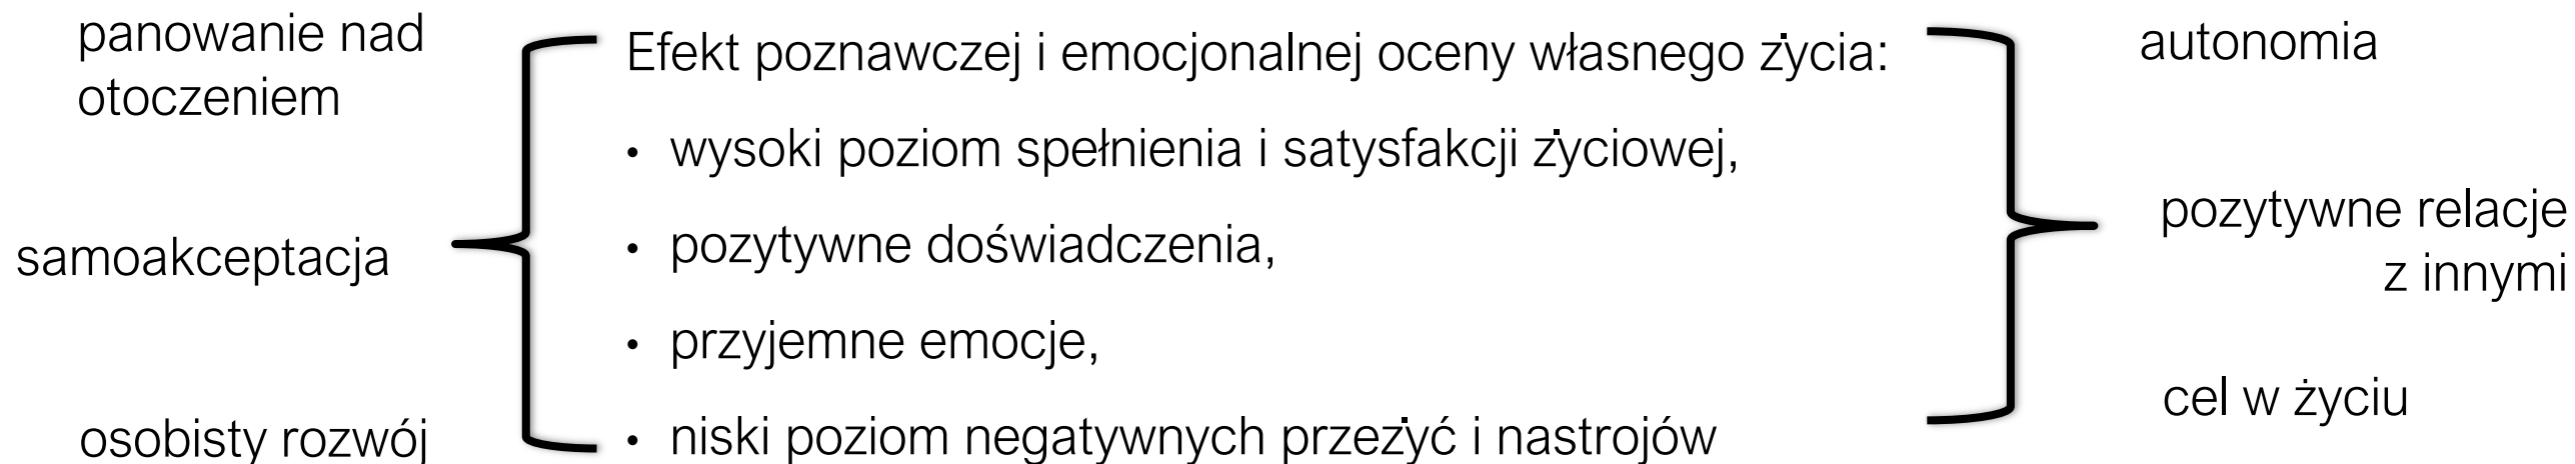 panowanie nad
otoczeniem
samoakceptacja
osobisty rozwój
Efekt poznawczej i emocjonalnej oceny własnego życia:
• wysoki poziom spełnienia i satysfakcji życiowej,
• pozytywne doświadczenia,
• przyjemne emocje,
• niski poziom negatywnych przeżyć i nastrojów
autonomia
pozytywne relacje
z innymi
cel w życiu